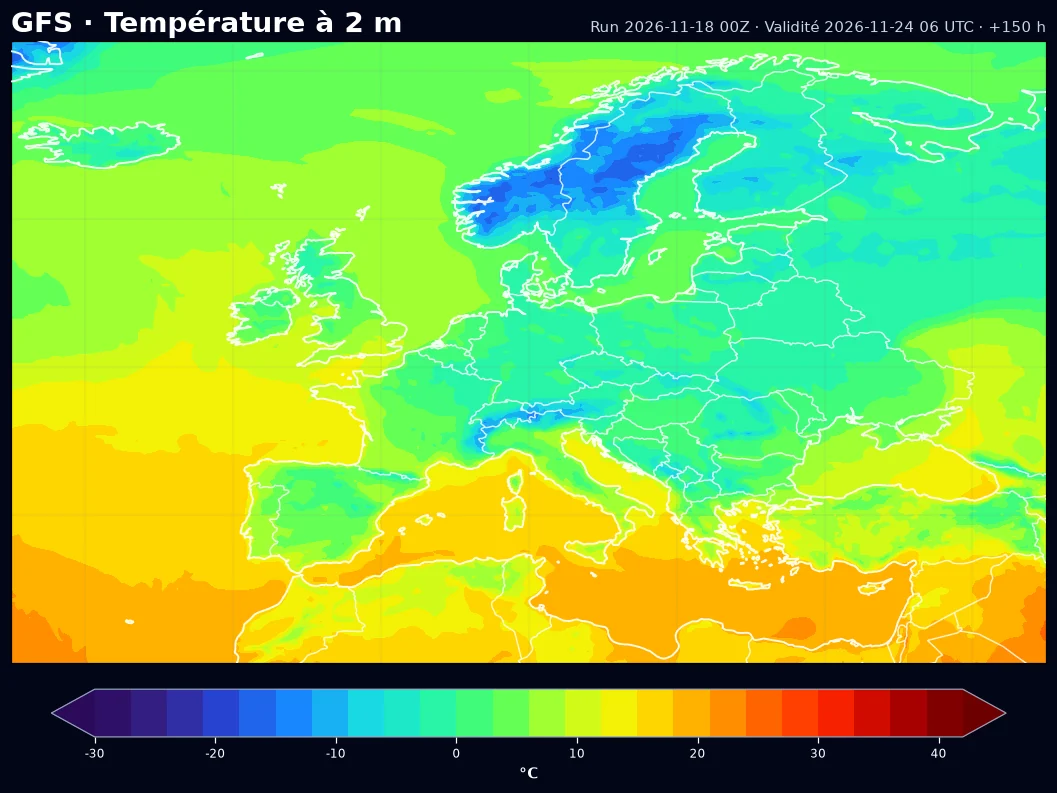 GFS · Température à 2 m
Run 2026-11-18 00Z · Validité 2026-11-24 06 UTC · +150 h
-30 -20 -10 0 10 20 30 40
°C